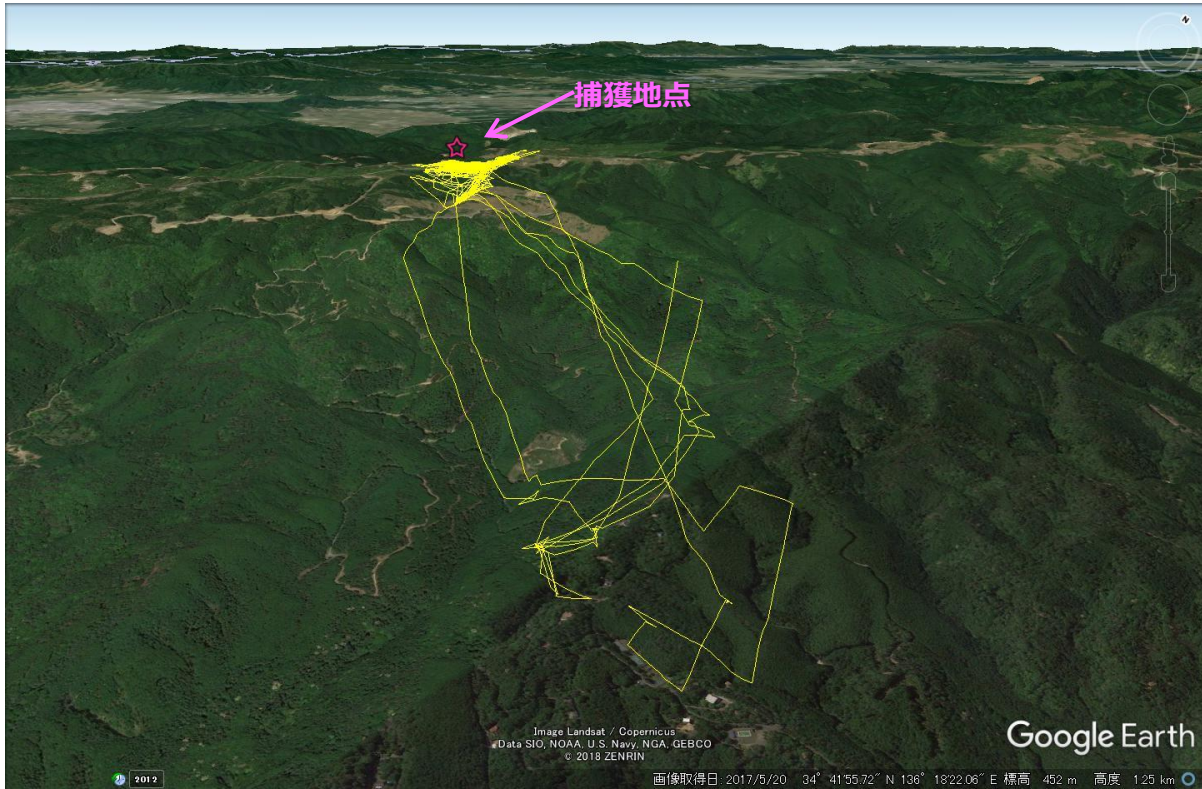 N
捕獲地点
Image Landsat / Copernicus
Data SIO, NOAA, U.S. Navy, NGA, GEBCO
© 2018 ZENRIN
Google Earth
2012
画像取得日: 2017/5/20 34° 41'55.72" N 136° 18'22.06" E 標高 452 m 高度 1.25 km